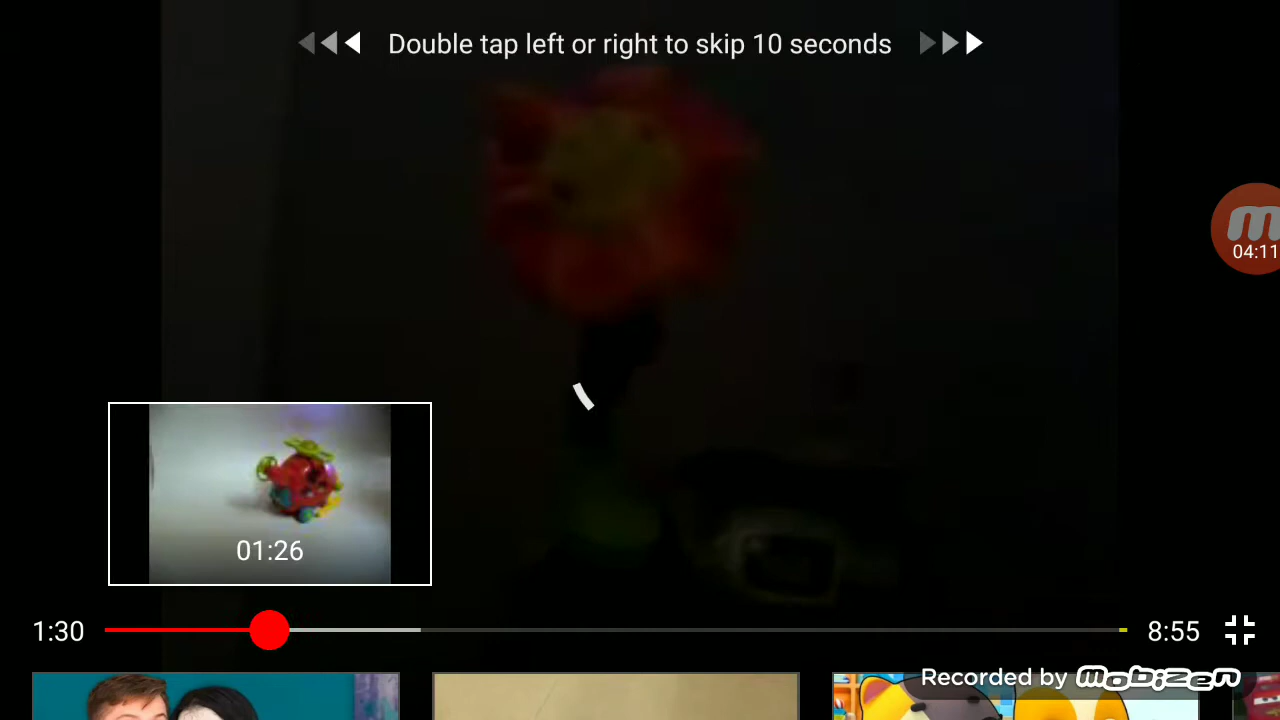 Double tap left or right to skip 10 seconds
m
04:11
01:26
1:30
8:55
Recorded by mobizen